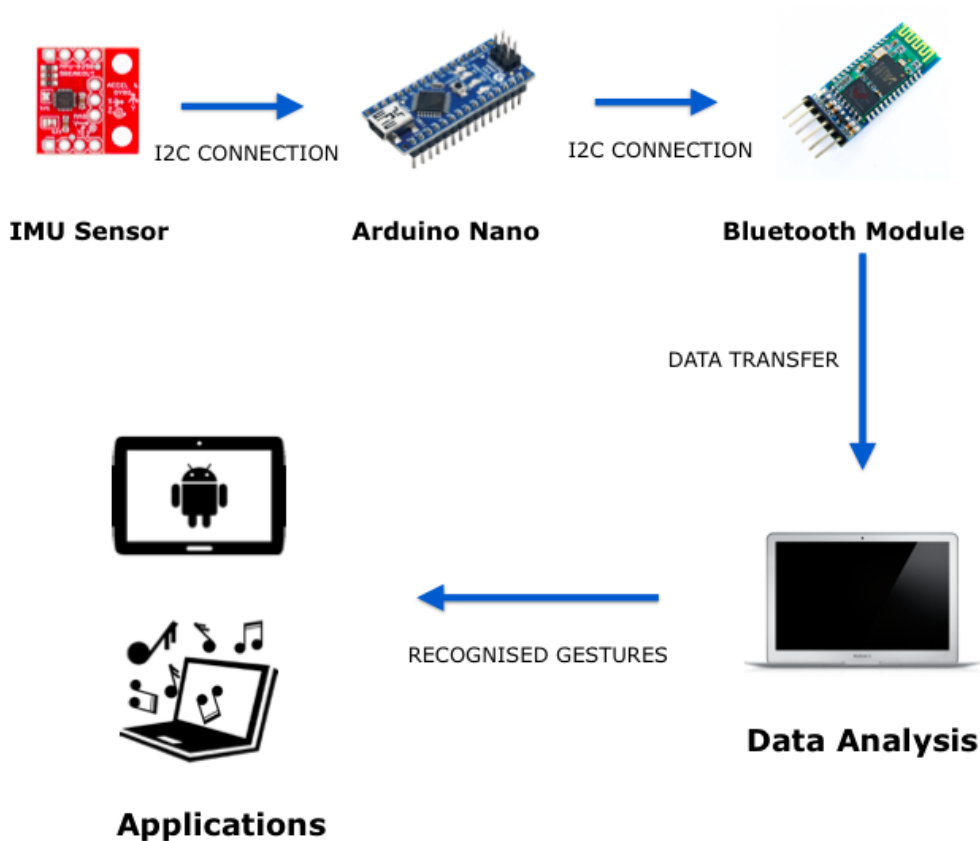 I2C CONNECTION
I2C CONNECTION
IMU Sensor
Arduino Nano
Bluetooth Module
DATA TRANSFER
RECOGNISED GESTURES
Data Analysis
Applications